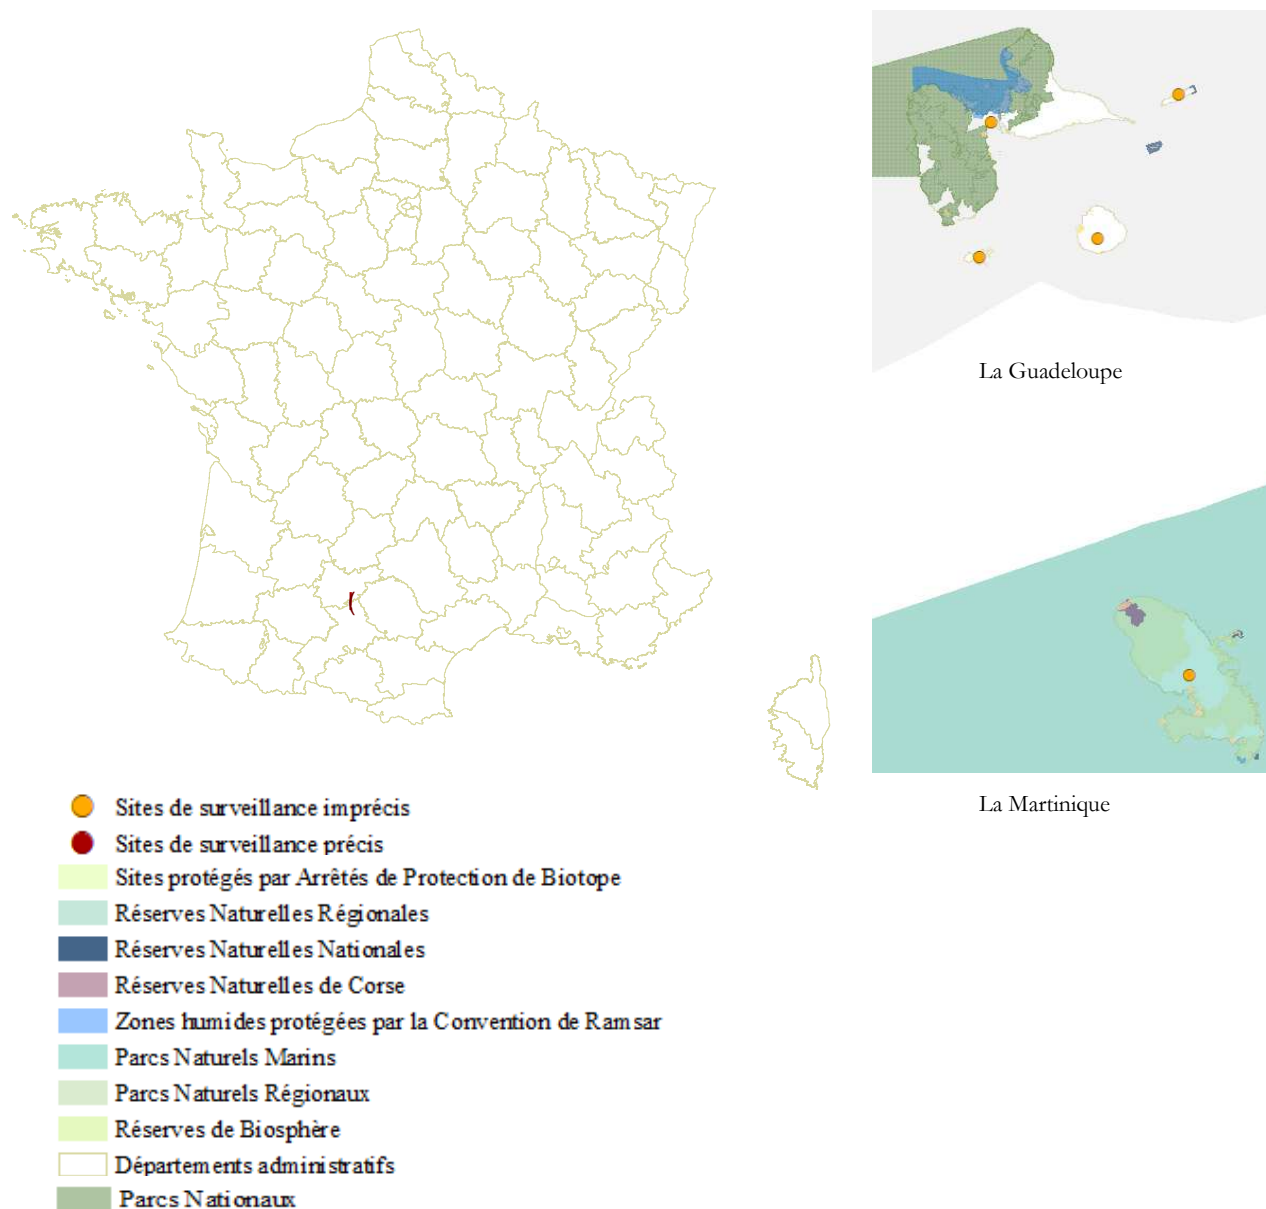 La Guadeloupe
La Martinique
Sites de surveillance imprécis
Sites de surveillance précis
Sites protégés par Arrêtés de Protection de Biotope
Réserves Naturelles Régionales
Réserves Naturelles Nationales
Réserves Naturelles de Corse
Zones humides protégées par la Convention de Ramsar
Parcs Naturels Marins
Parcs Naturels Régionaux
Réserves de Biosphère
Départements administratifs
Parcs Nationaux